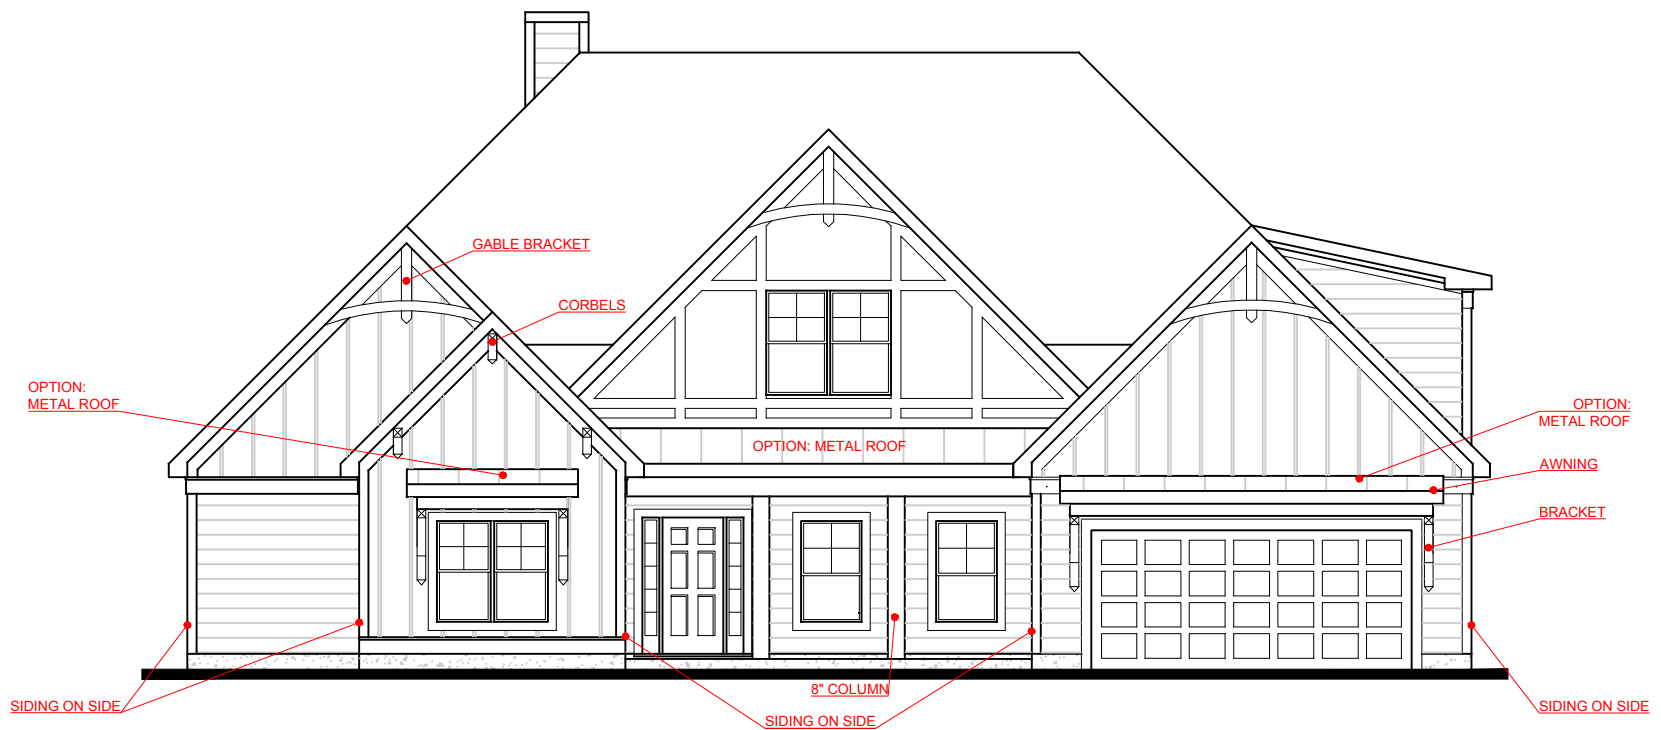 GABLE BRACKET
CORBELS
OPTION:
METAL ROOF
OPTION: METAL ROOF
OPTION:
METAL ROOF
AWNING
BRACKET
8" COLUMN
SIDING ON SIDE
SIDING ON SIDE
SIDING ON SIDE